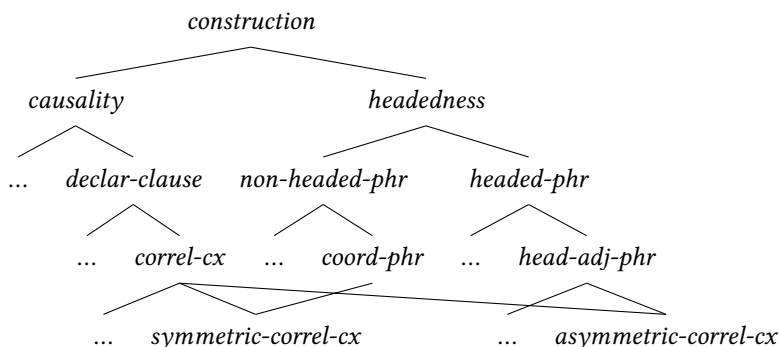 construction
causality headedness
... declar-clause non-headed-phr headed-phr
... correl-cx ... coord-phr ... head-adj-phr
... symmetric-correl-cx ... asymmetric-correl-cx